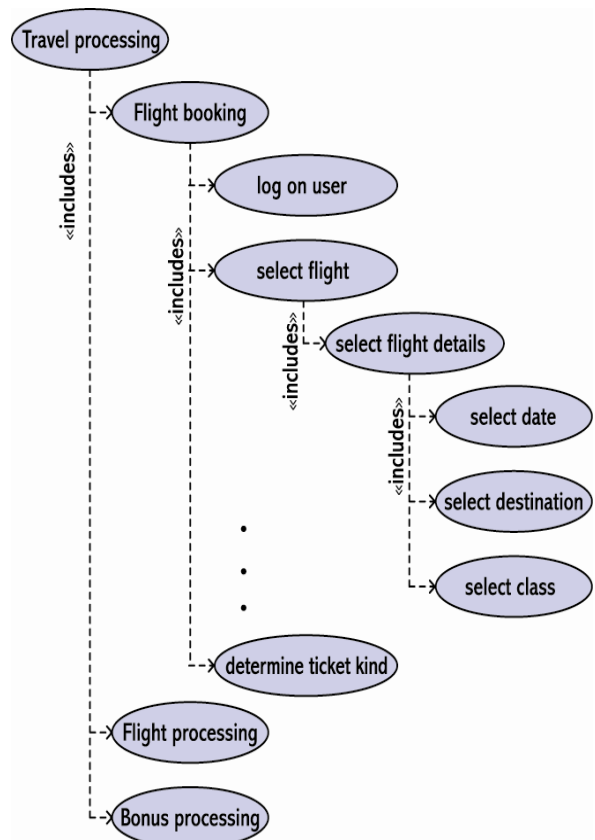 Travel processing
Flight booking
«includes»
log on user
«includes»
select flight
«includes»
select flight details
«includes»
select date
select destination
select class
determine ticket kind
Flight processing
Bonus processing